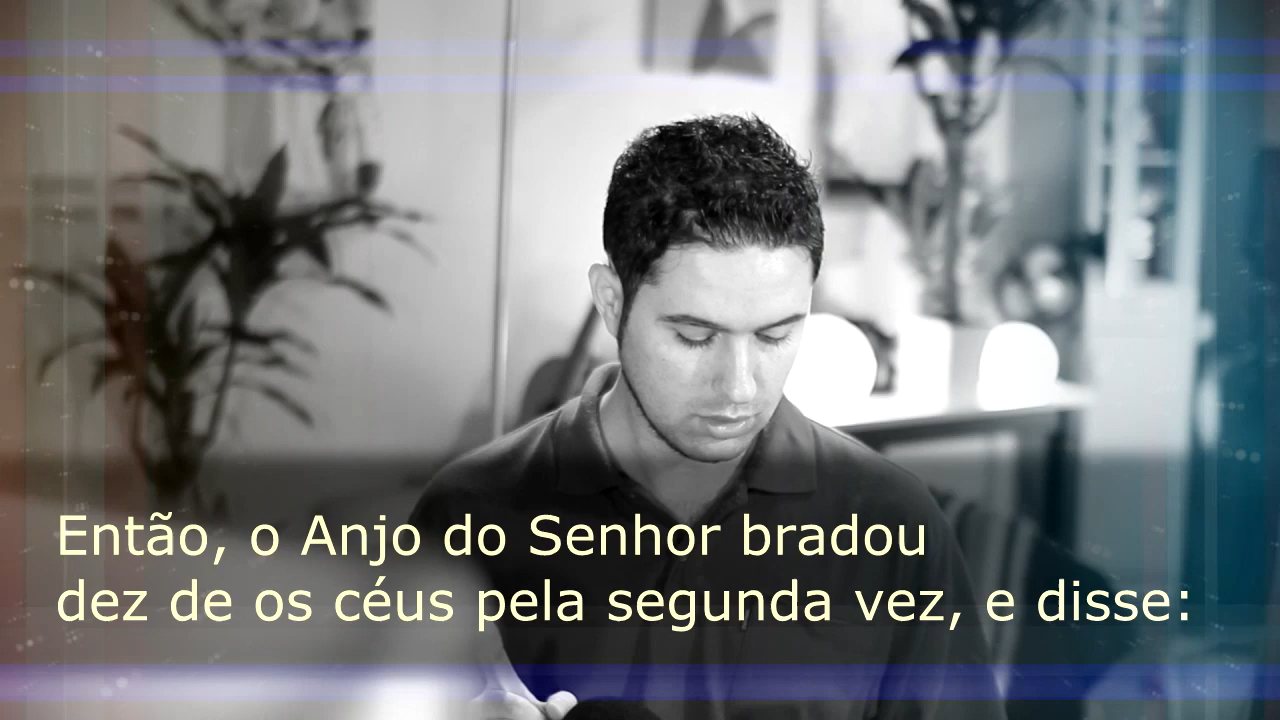 Então, o Anjo do Senhor bradou
dez de os céus pela segunda vez, e disse: